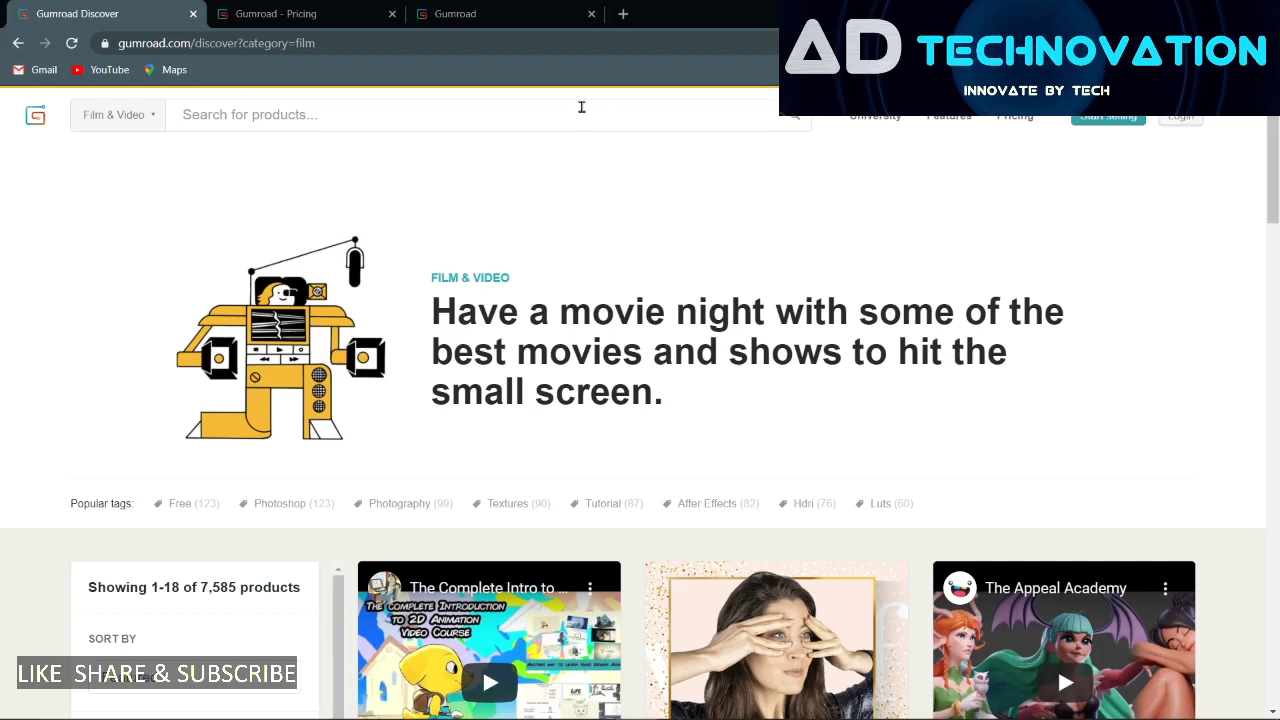 Gumroad Discover
Gumroad - Pricing
Gumroad
gumroad.com/discover?category=film
Gmail
YouTube
Maps
AD TECHNOVATION
INNOVATE BY TECH
Film & Video
Search for products...
University
Features
Pricing
Start selling
Login
FILM & VIDEO
Have a movie night with some of the
best movies and shows to hit the
small screen.
Popular tags:
Free (123)
Photoshop (123)
Photography (99)
Textures (90)
Tutorial (87)
After Effects (82)
Hdri (76)
Luts (60)
Showing 1-18 of 7,585 products
SORT BY
LIKE SHARE & SUBSCRIBE
The Complete Intro to ...
THE COMPLETE INTRODUCTION
TO 2D ANIMATION
VIDEO COURSE
The Appeal Academy